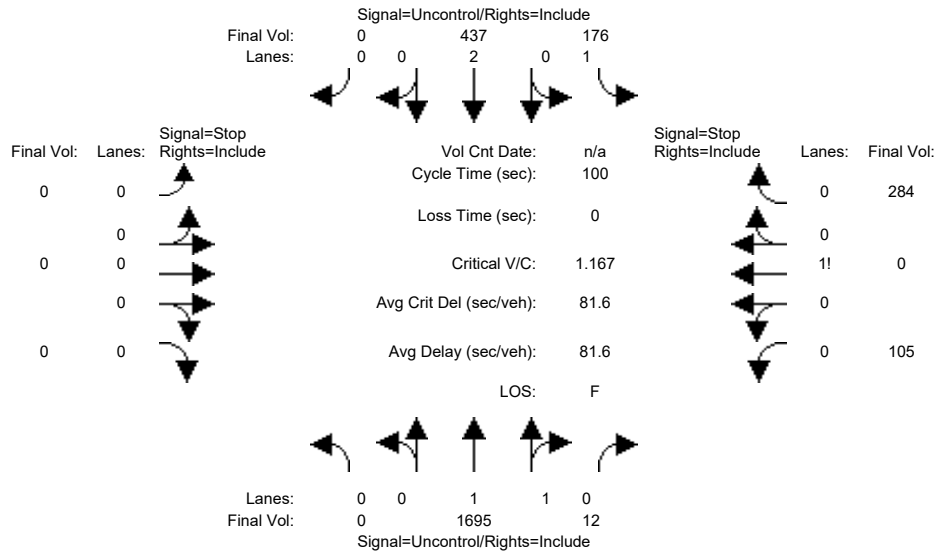 Signal=Uncontrol/Rights=Include
Final Vol: 0 437 176
Lanes: 0 0 2 0 1
Signal=Stop
Final Vol: Lanes: Rights=Include
Vol Cnt Date: n/a
Signal=Stop
Rights=Include Lanes: Final Vol:
Cycle Time (sec): 100
0 0
0 284
Loss Time (sec): 0
0
0
0 0
Critical V/C: 1.167
1! 0
0
Avg Crit Del (sec/veh): 81.6
0
0 0
Avg Delay (sec/veh): 81.6
0 105
LOS: F
Lanes: 0 0 1 1 0
Final Vol: 0 1695 12
Signal=Uncontrol/Rights=Include